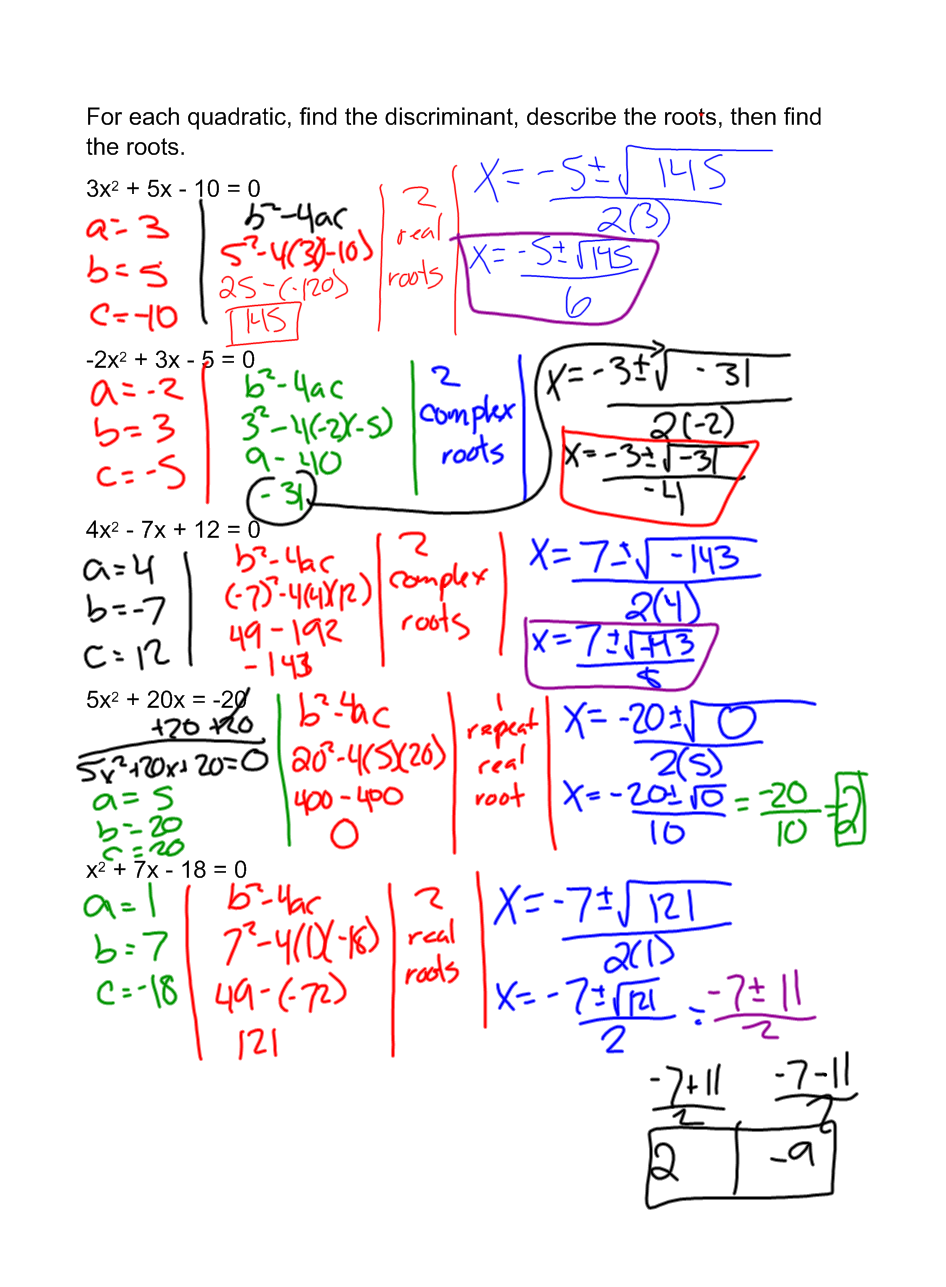 For each quadratic, find the discriminant, describe the roots, then find
the roots.
3x² + 5x - 10 = 0
a = 3
b = 5
c = -10
b²-4ac
5²-4(3)(-10)
25-(-120)
145
2
real
roots
x = -5±√145
2(3)
x = -5±√145
6
-2x² + 3x - 5 = 0
a = -2
b = 3
c = -5
b²-4ac
3²-4(-2)(-5)
9-40
-31
2
complex
roots
x = -3±√-31
2(-2)
x = -3±√-31
-4
4x² - 7x + 12 = 0
a = 4
b = -7
c = 12
b²-4ac
(-7)²-4(4)(12)
49-192
-143
2
complex
roots
x = 7±√-143
2(4)
x = 7±√-143
8
5x² + 20x = -20
+20 +20
5x²+20x+20=0
a = 5
b = 20
c = 20
b²-4ac
20²-4(5)(20)
400-400
0
1
repeat
real
root
x = -20±√0
2(5)
x = -20±√0 = -20 = -2
10 10
x² + 7x - 18 = 0
a = 1
b = 7
c = -18
b²-4ac
7²-4(1)(-18)
49-(-72)
121
2
real
roots
x = -7±√121
2(1)
x = -7±√121 = -7±11
2 2
-7+11 -7-11
2 2
2 -9